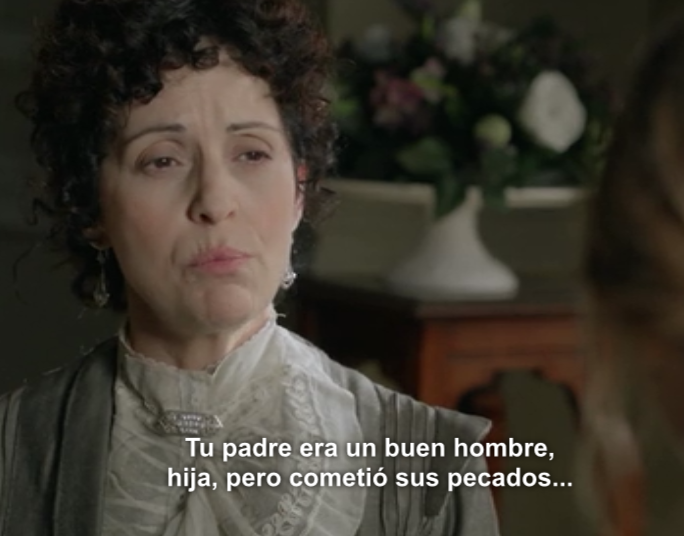 Tu padre era un buen hombre,
hija, pero cometió sus pecados...